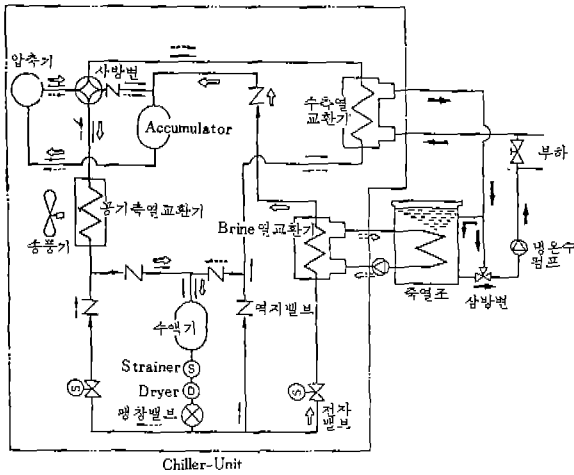 압축기
사방변
Accumulator
수측열
교환기
부하
공기측열교환기
송풍기
Brine열교환기
냉온수
펌프
축열조
삼방변
수액기
역지밸브
Strainer
S
Dryer
D
팽창밸브
S
S
전자
밸브
Chiller-Unit